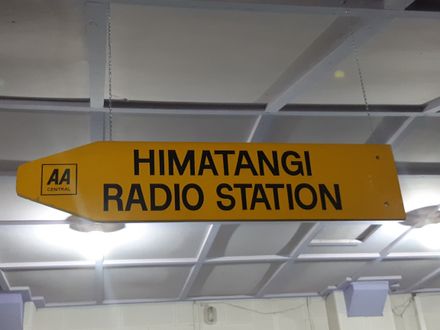 AA
CENTRAL
HIMATANGI
RADIO STATION